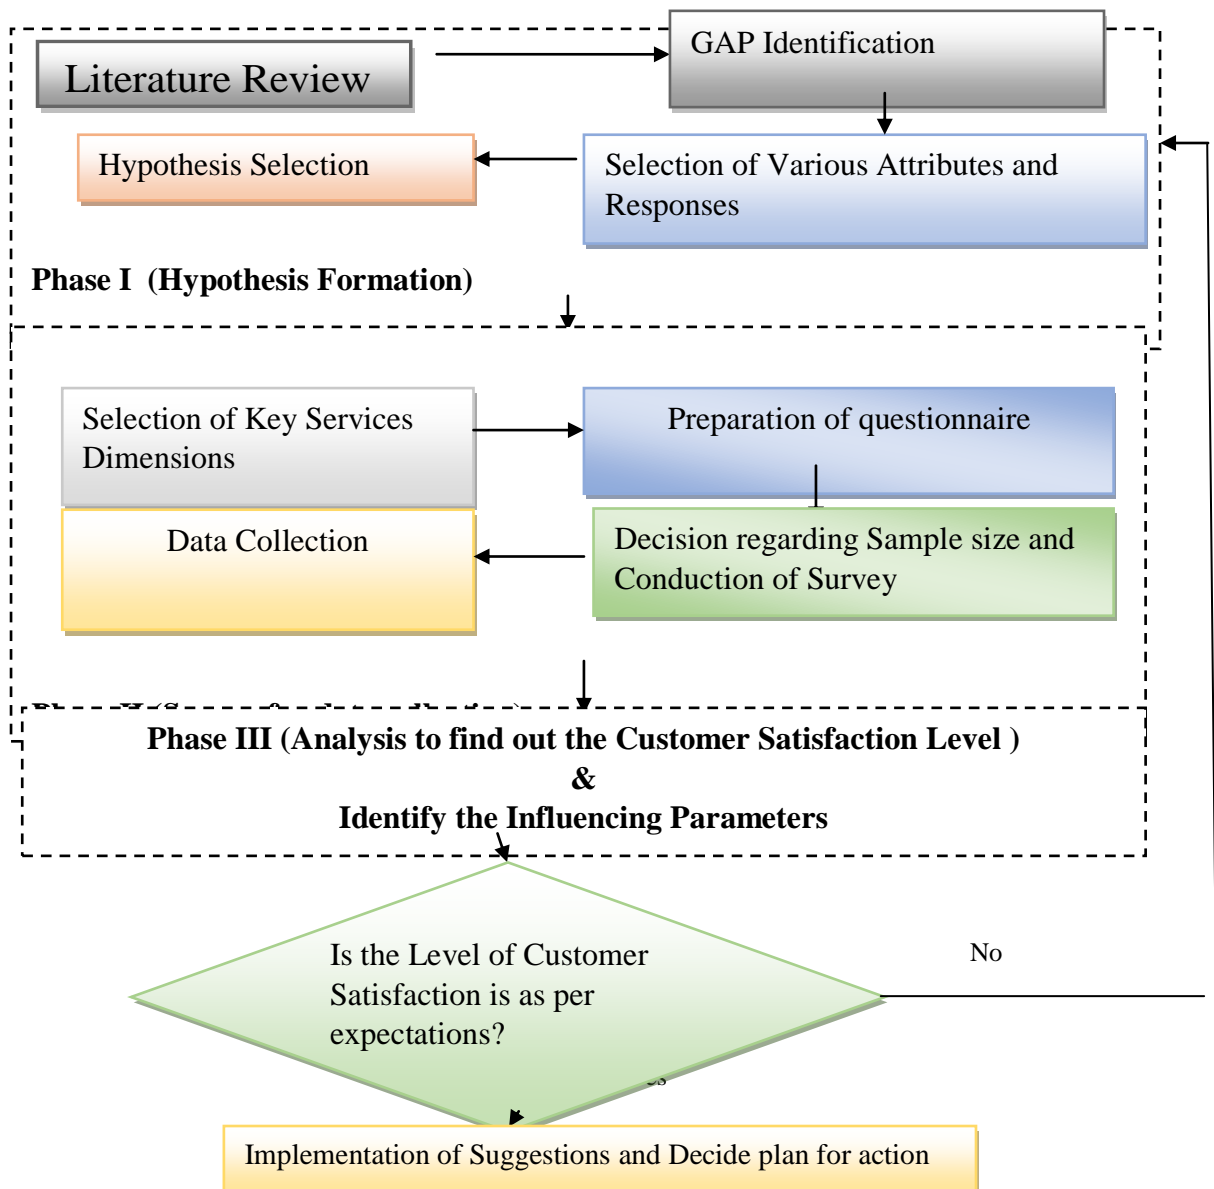 GAP Identification
Literature Review
Hypothesis Selection
Selection of Various Attributes and
Responses
Phase I  (Hypothesis Formation)
Selection of Key Services
Dimensions
Preparation of questionnaire
Data Collection
Decision regarding Sample size and
Conduction of Survey
Phase III (Analysis to find out the Customer Satisfaction Level )
&
Identify the Influencing Parameters
Is the Level of Customer
Satisfaction is as per
expectations?
No
Implementation of Suggestions and Decide plan for action